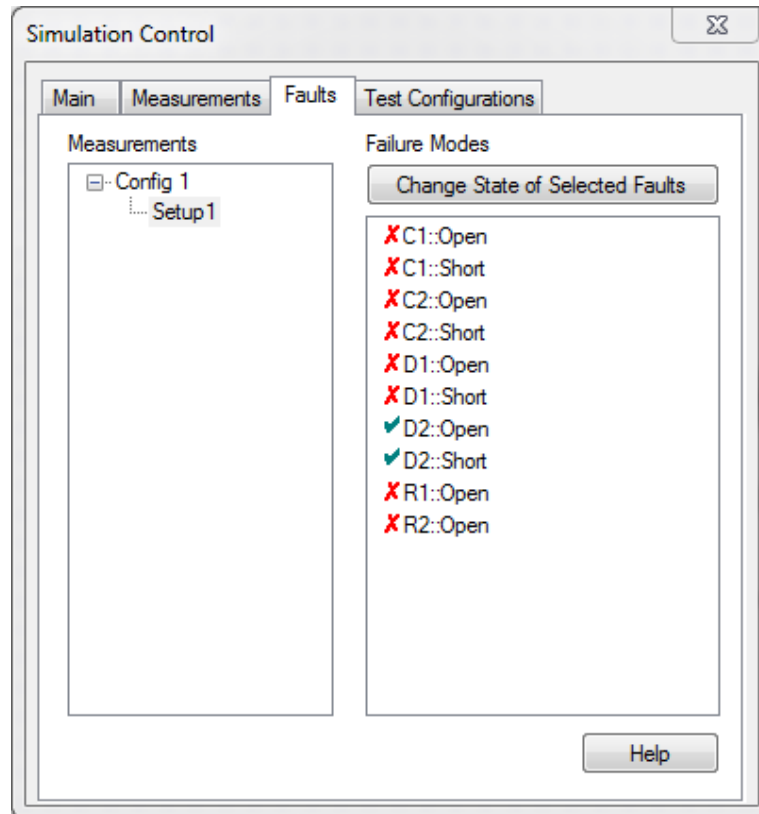 Simulation Control
Main Measurements Faults Test Configurations
Measurements
Config 1
Setup1
Failure Modes
Change State of Selected Faults
C1::Open
C1::Short
C2::Open
C2::Short
D1::Open
D1::Short
D2::Open
D2::Short
R1::Open
R2::Open
Help